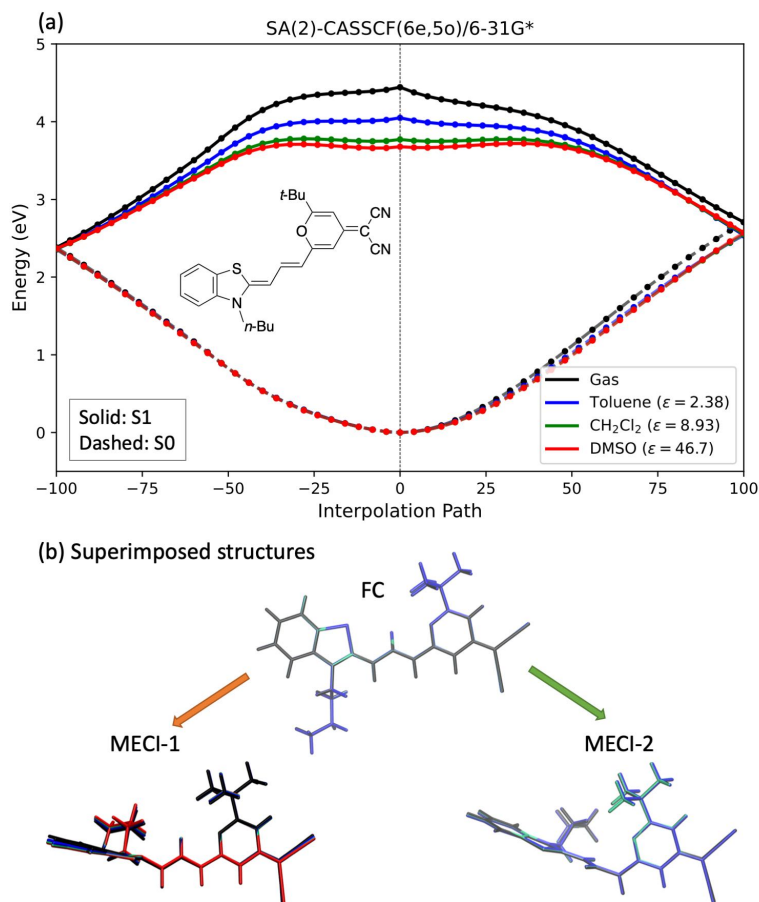 (a)
SA(2)-CASSCF(6e,5o)/6-31G*
5
4
3
2
1
0
Energy (eV)
t-Bu
O
CN
CN
S
N
n-Bu
Solid: S1
Dashed: S0
Gas
Toluene (ε = 2.38)
CH₂Cl₂ (ε = 8.93)
DMSO (ε = 46.7)
−100 −75 −50 −25 0 25 50 75 100
Interpolation Path
(b) Superimposed structures
FC
MECI-1
MECI-2